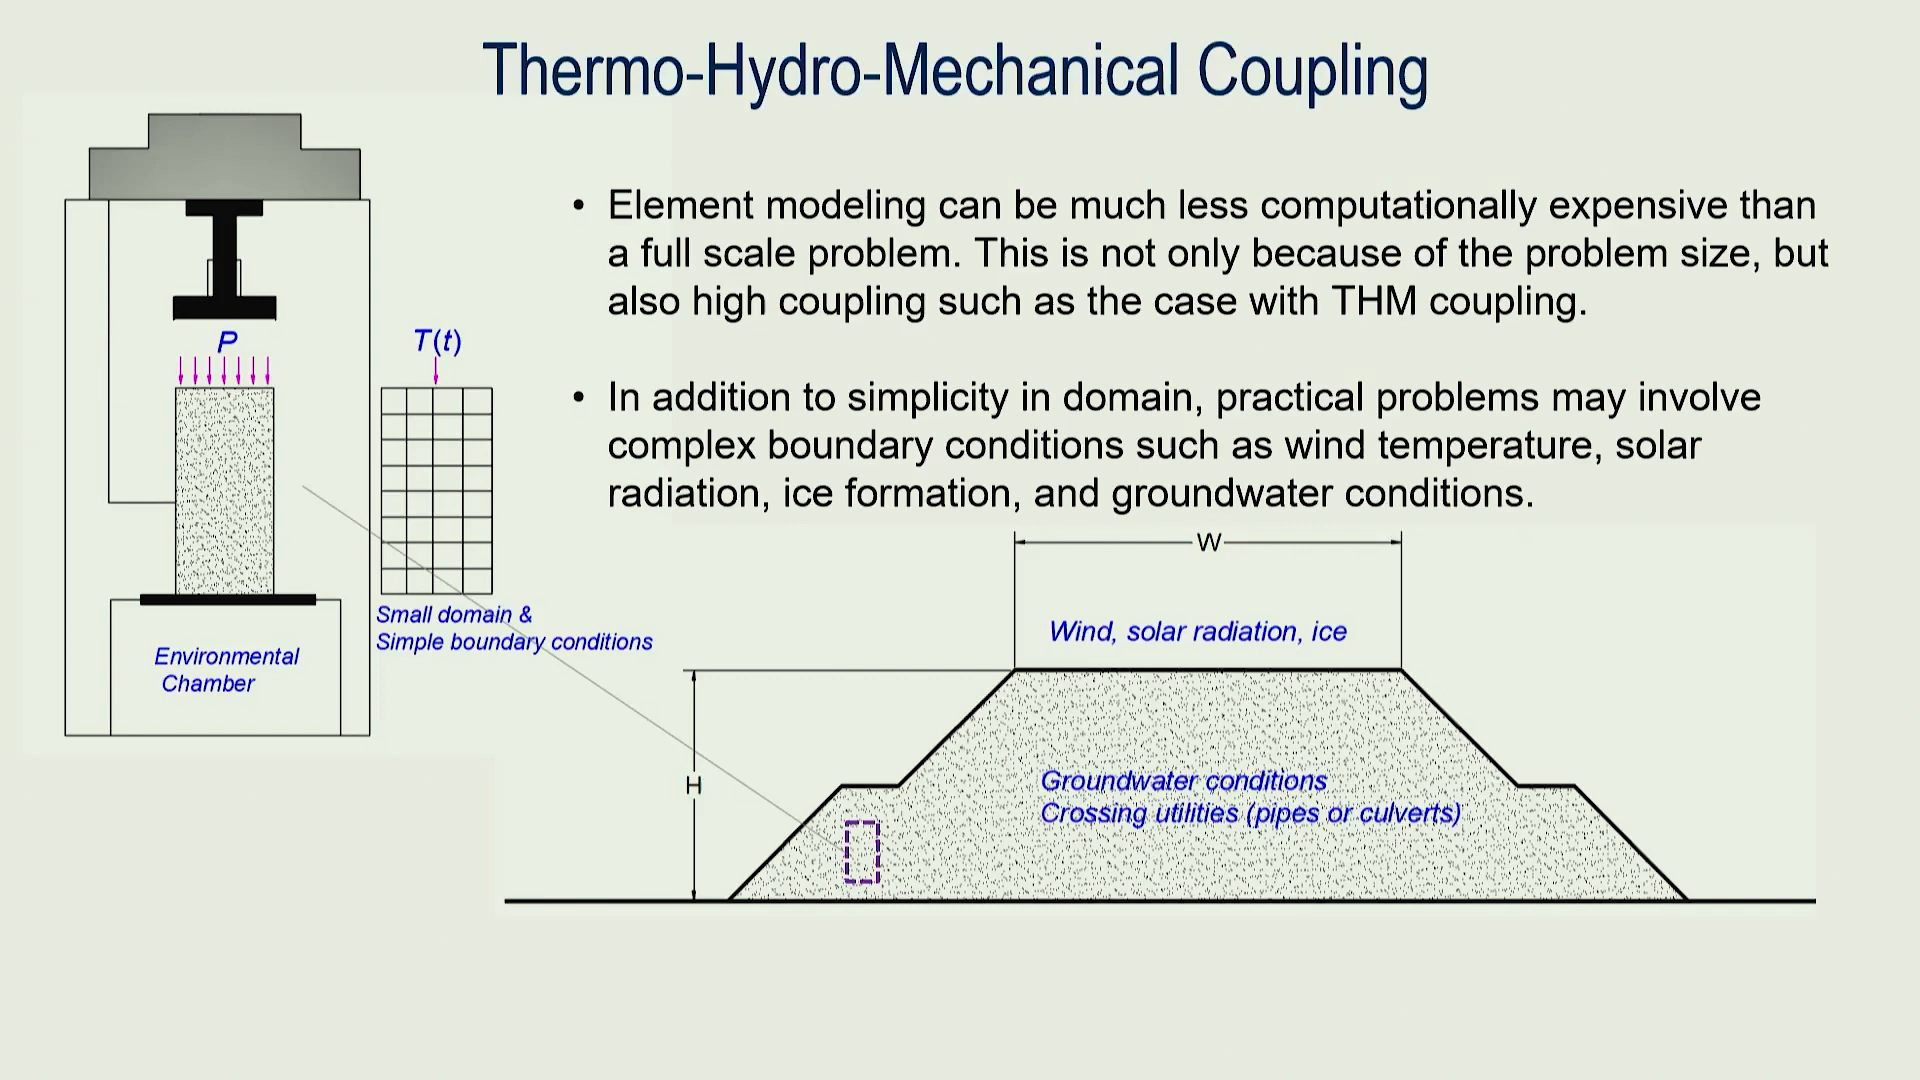 Thermo-Hydro-Mechanical Coupling
• Element modeling can be much less computationally expensive than
a full scale problem. This is not only because of the problem size, but
also high coupling such as the case with THM coupling.
• In addition to simplicity in domain, practical problems may involve
complex boundary conditions such as wind temperature, solar
radiation, ice formation, and groundwater conditions.
P
T(t)
Small domain &
Simple boundary conditions
Environmental
Chamber
W
Wind, solar radiation, ice
H
Groundwater conditions
Crossing utilities (pipes or culverts)